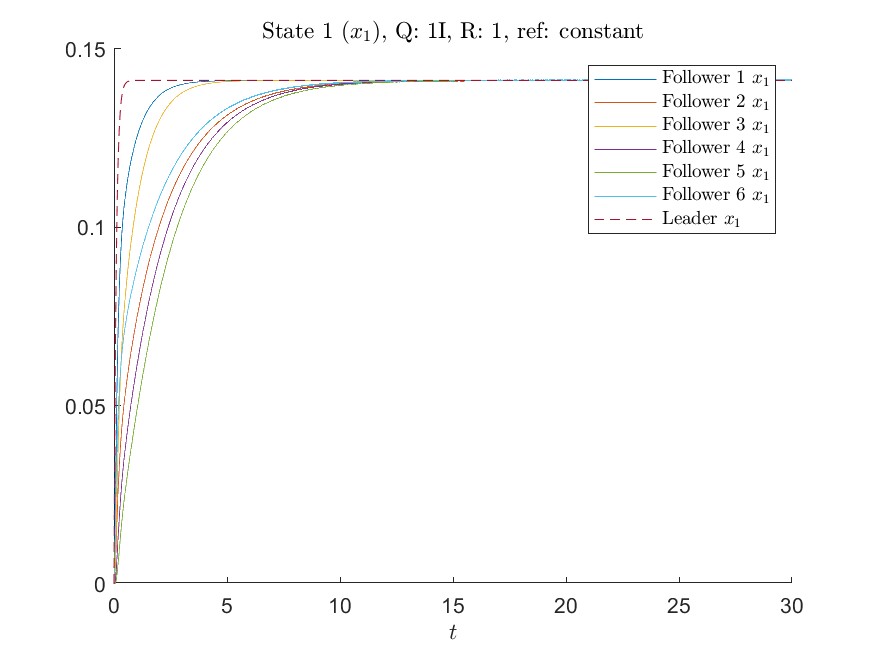 State 1 (x₁), Q: 1I, R: 1, ref: constant
0.15
0.1
0.05
0
0 5 10 15 20 25 30
t
Follower 1 x₁
Follower 2 x₁
Follower 3 x₁
Follower 4 x₁
Follower 5 x₁
Follower 6 x₁
Leader x₁